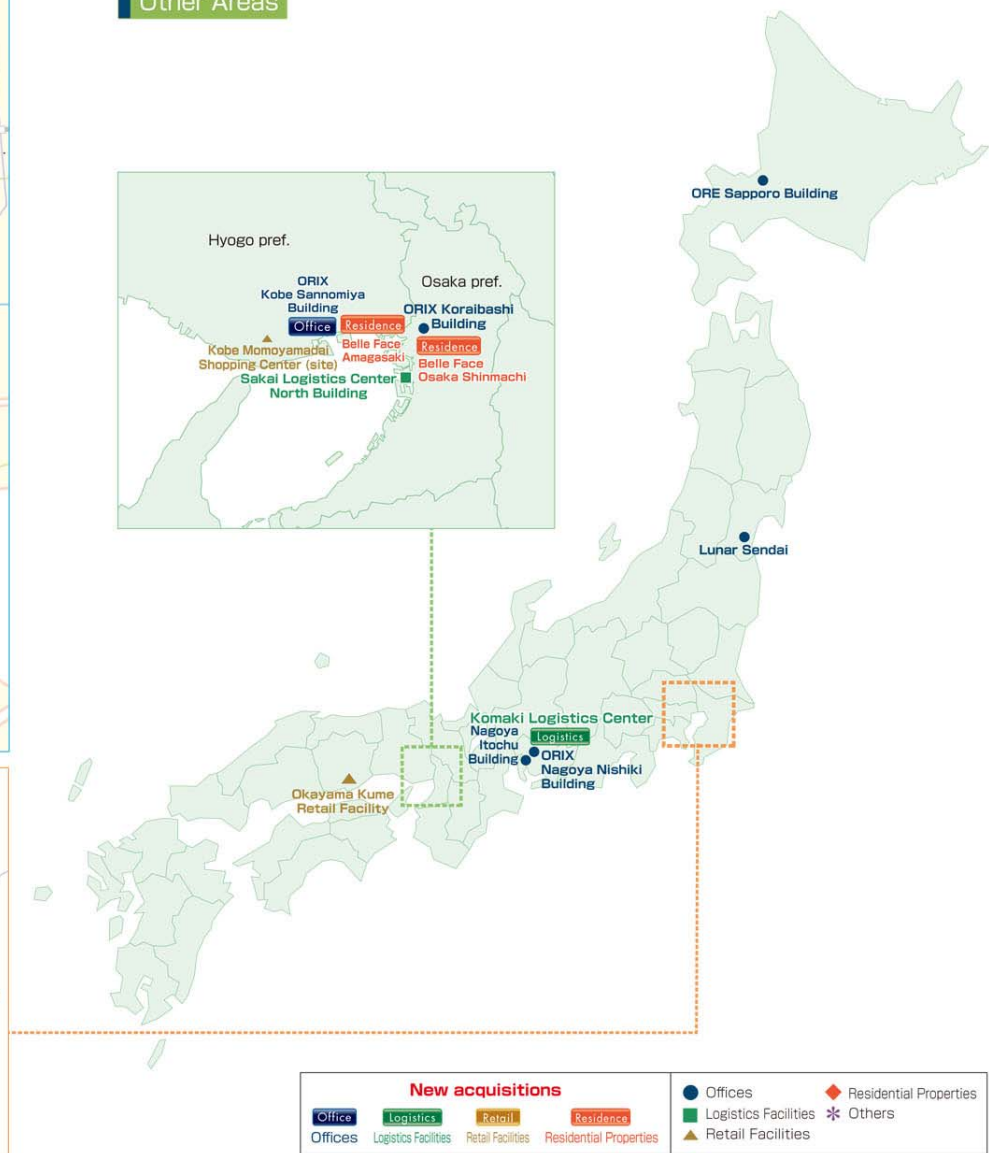 Other Areas
ORE Sapporo Building
Hyogo pref.
Osaka pref.
ORIX
Kobe Sannomiya
Building
Office
Residence
Belle Face
Amagasaki
ORIX Koraibashi
Building
Residence
Belle Face
Osaka Shinmachi
Kobe Momoyamadai
Shopping Center (site)
Sakai Logistics Center
North Building
Lunar Sendai
Komaki Logistics Center
Logistics
Nagoya
Itochu
Building
ORIX
Nagoya Nishiki
Building
Okayama Kume
Retail Facility
New acquisitions
Office
Logistics
Retail
Residence
Offices
Logistics Facilities
Retail Facilities
Residential Properties
Offices
Residential Properties
Logistics Facilities
Others
Retail Facilities